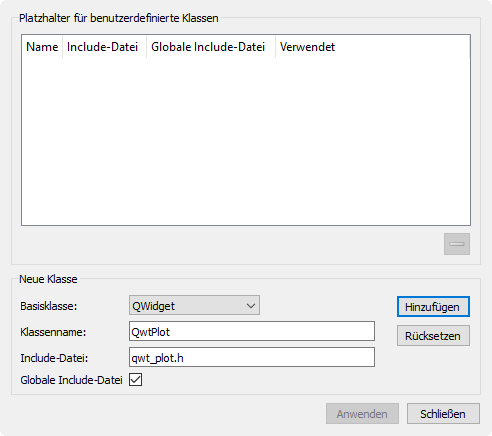 Platzhalter für benutzerdefinierte Klassen
Name Include-Datei Globale Include-Datei Verwendet
Neue Klasse
Basisklasse: QWidget Hinzufügen
Klassenname: QwtPlot Rücksetzen
Include-Datei: qwt_plot.h
Globale Include-Datei
Anwenden Schließen